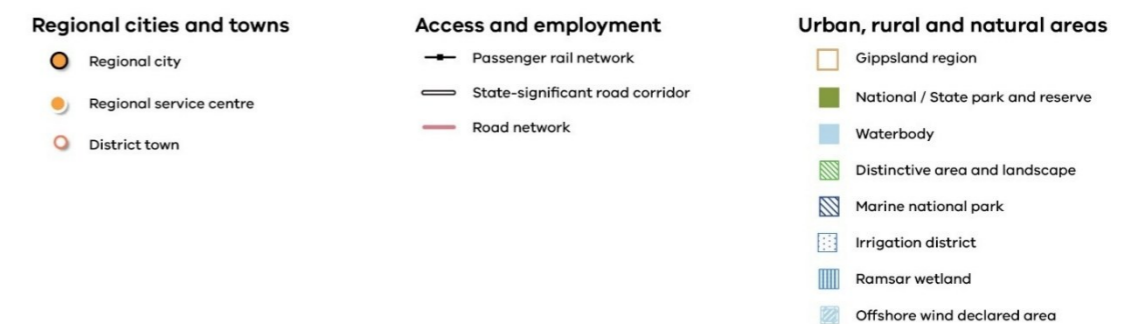 Regional cities and towns
Regional city
Regional service centre
District town
Access and employment
Passenger rail network
State-significant road corridor
Road network
Urban, rural and natural areas
Gippsland region
National / State park and reserve
Waterbody
Distinctive area and landscape
Marine national park
Irrigation district
Ramsar wetland
Offshore wind declared area